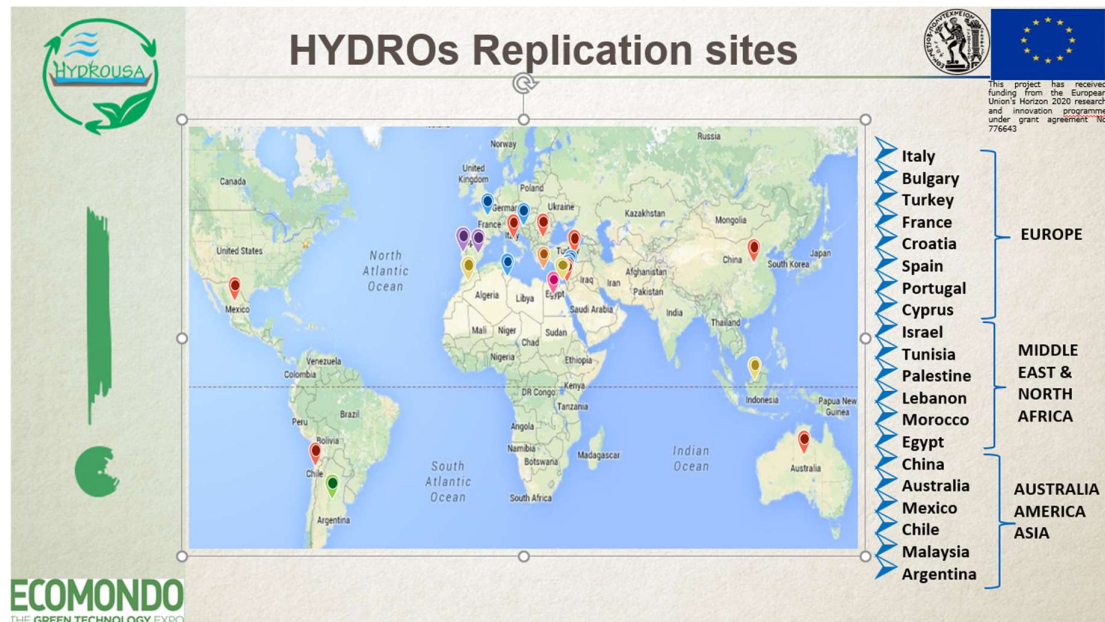 HYDROs Replication sites
HYDROUSA
This project has received
funding from the European
Union's Horizon 2020 research
and innovation programme
under grant agreement No
776643
Russia
Norway
Canada
United
Kingdom
Poland
German
Ukraine
Kazakhstan
Mongolia
France
Italy
United States
North
Atlantic
Ocean
China
South Korea
Japan
Afghanistan
Iraq
Iran
Pakistan
Algeria
Libya
Egypt
Saudi Arabia
Mexico
India
Thailand
Mali
Niger
Sudan
Chad
Nigeria
Ethiopia
Venezuela
Colombia
DR Congo
Kenya
Indonesia
Papua New
Guinea
Tanzania
Brazil
Peru
Angola
Bolivia
Namibia
Madagascar
Botswana
Indian
Ocean
Australia
Chile
South
Atlantic
Ocean
South Africa
Argentina
Italy
Bulgary
Turkey
France
Croatia
Spain
Portugal
Cyprus
EUROPE
Israel
Tunisia
Palestine
Lebanon
Morocco
Egypt
MIDDLE
EAST &
NORTH
AFRICA
China
Australia
Mexico
Chile
Malaysia
Argentina
AUSTRALIA
AMERICA
ASIA
ECOMONDO
THE GREEN TECHNOLOGY EXPO